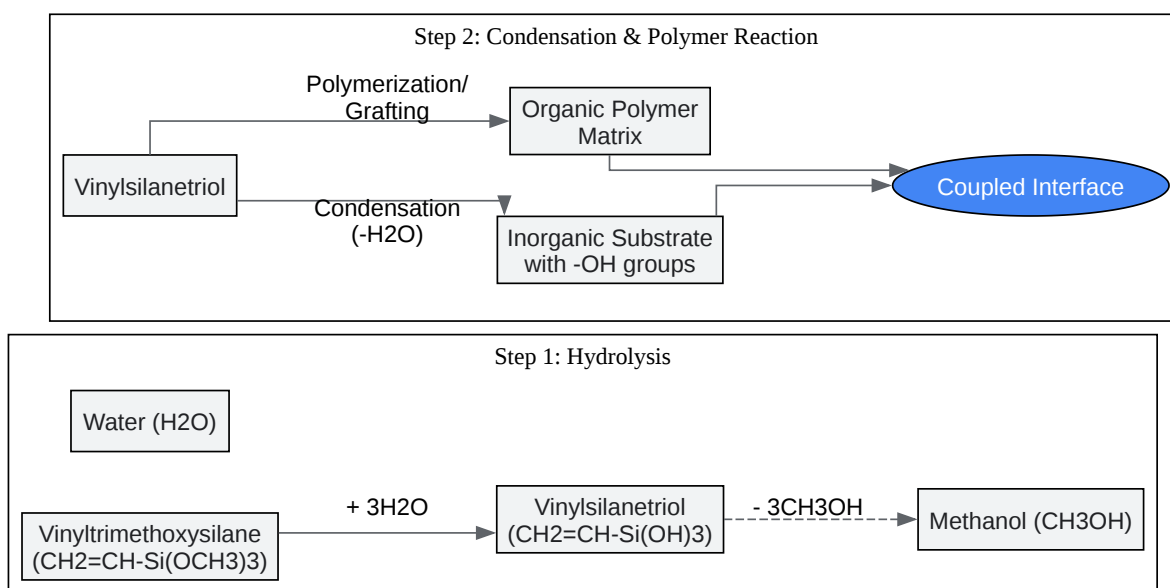 Step 2: Condensation & Polymer Reaction
Polymerization/
Grafting
Organic Polymer
Matrix
Vinylsilanetriol
Coupled Interface
Condensation
(-H2O)
Inorganic Substrate
with -OH groups
Step 1: Hydrolysis
Water (H2O)
Vinyltrimethoxysilane
(CH2=CH-Si(OCH3)3)
+ 3H2O
Vinylsilanetriol
(CH2=CH-Si(OH)3)
- 3CH3OH
Methanol (CH3OH)